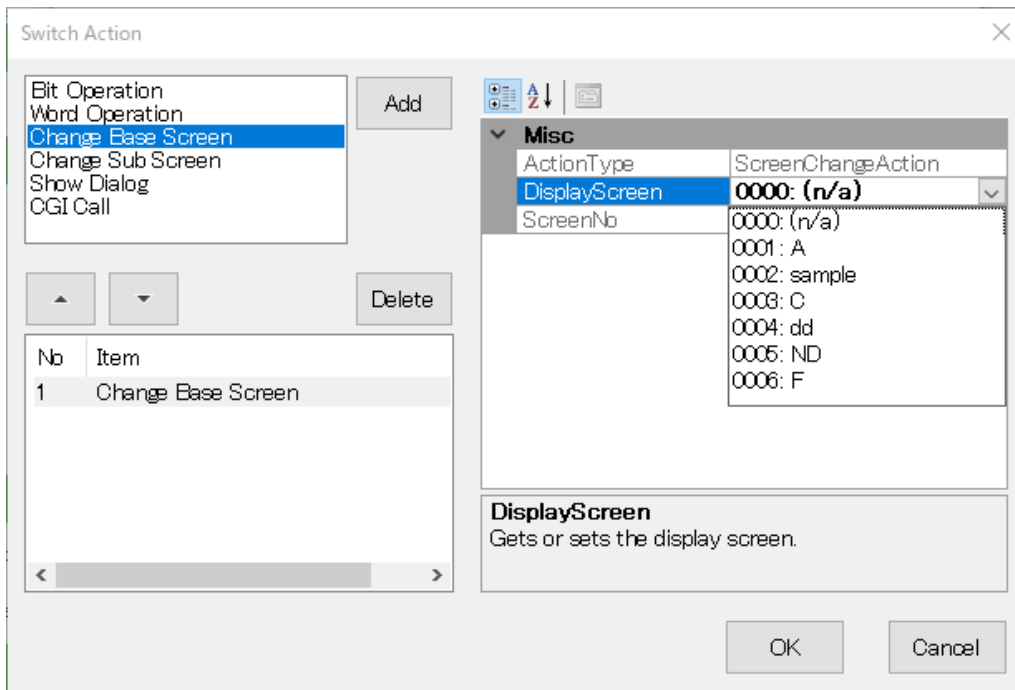 Switch Action
Bit Operation
Word Operation
Change Base Screen
Change Sub Screen
Show Dialog
CGI Call
Add
Delete
No Item
1 Change Base Screen
Misc
ActionType ScreenChangeAction
DisplayScreen 0000: (n/a)
ScreenNo
0000: (n/a)
0001: A
0002: sample
0003: C
0004: dd
0005: ND
0006: F
DisplayScreen
Gets or sets the display screen.
OK
Cancel